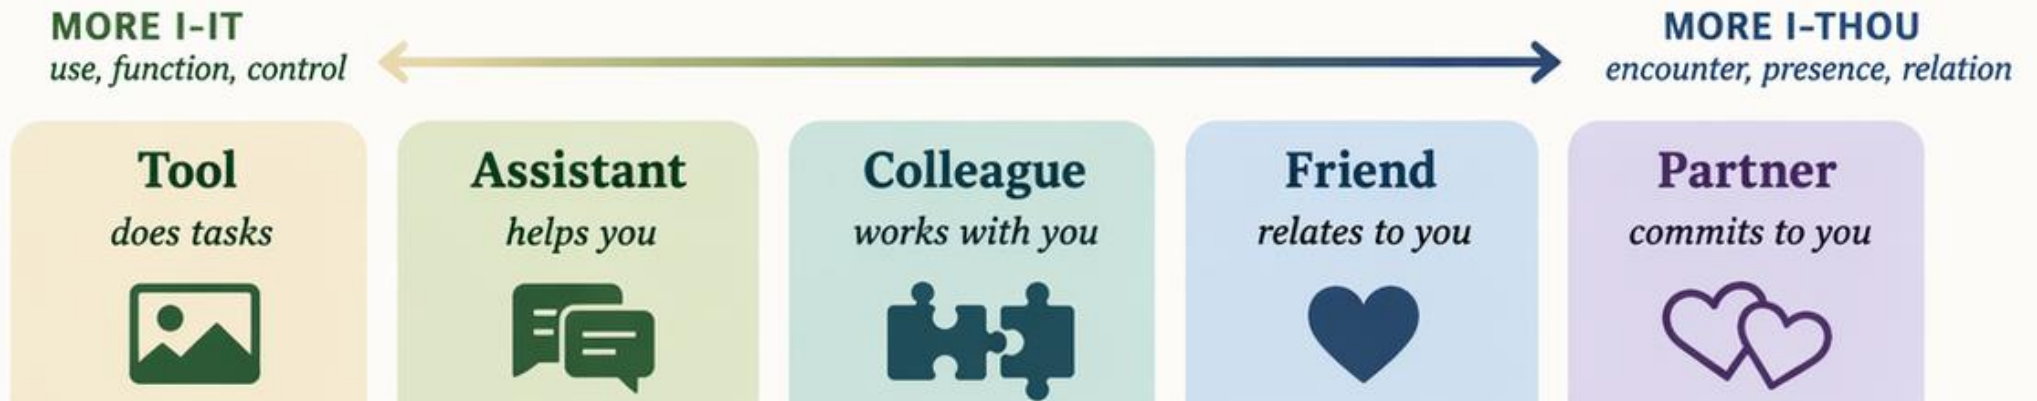 MORE I-IT
use, function, control
MORE I-THOU
encounter, presence, relation
Tool
does tasks
Assistant
helps you
Colleague
works with you
Friend
relates to you
Partner
commits to you